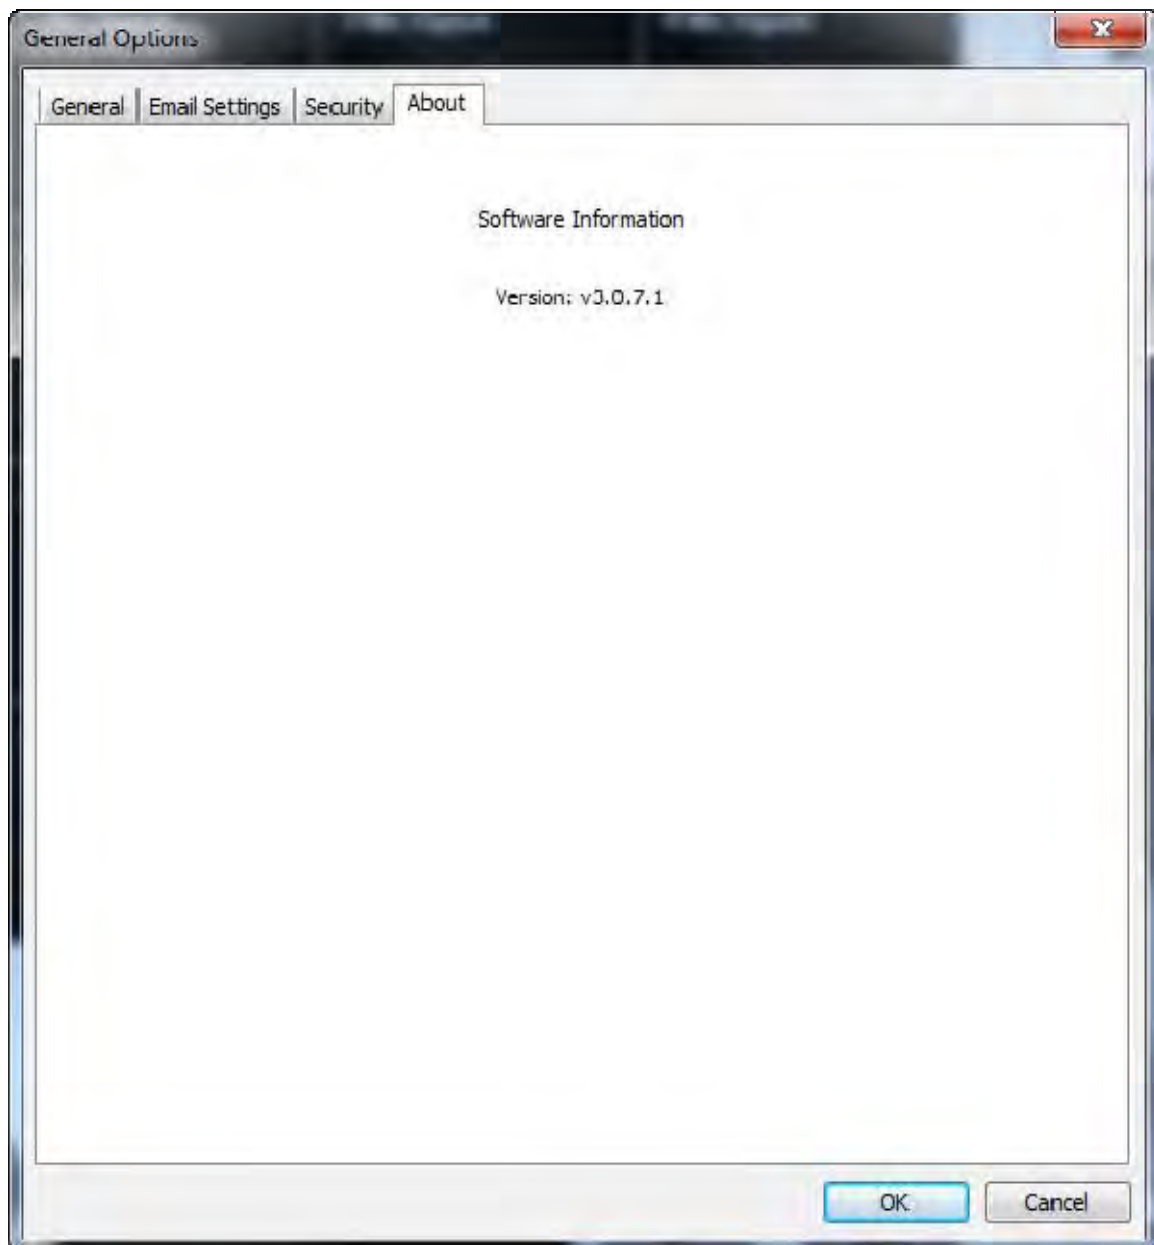 General Options
General
Email Settings
Security
About
Software Information
Version: v3.0.7.1
OK
Cancel